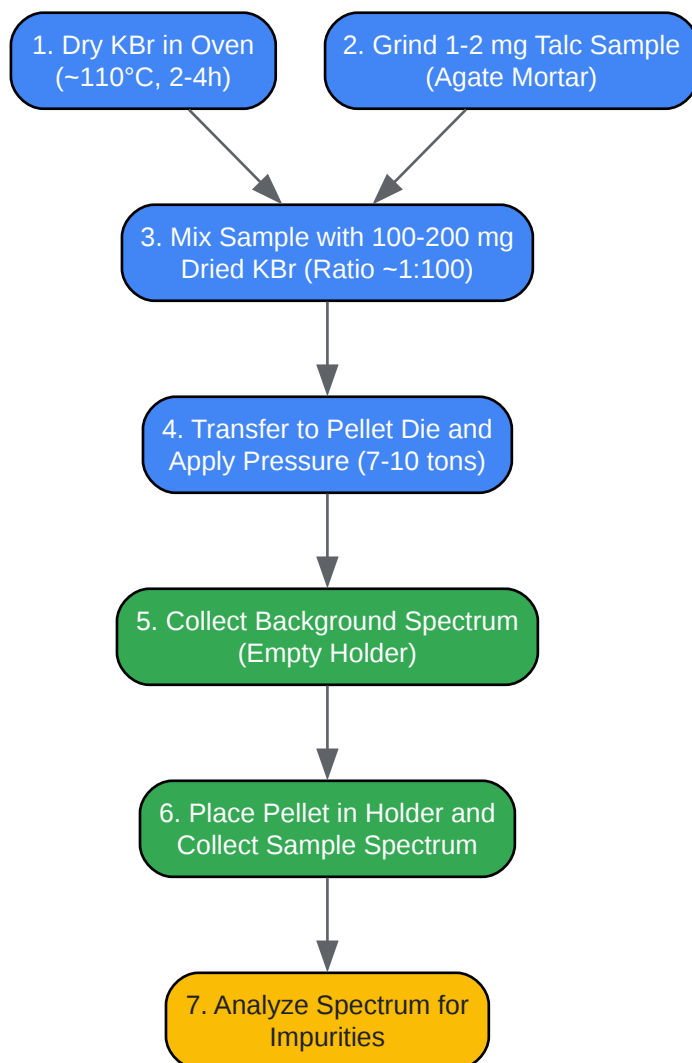 1. Dry KBr in Oven
(~110°C, 2-4h)
2. Grind 1-2 mg Talc Sample
(Agate Mortar)
3. Mix Sample with 100-200 mg
Dried KBr (Ratio ~1:100)
4. Transfer to Pellet Die and
Apply Pressure (7-10 tons)
5. Collect Background Spectrum
(Empty Holder)
6. Place Pellet in Holder and
Collect Sample Spectrum
7. Analyze Spectrum for
Impurities